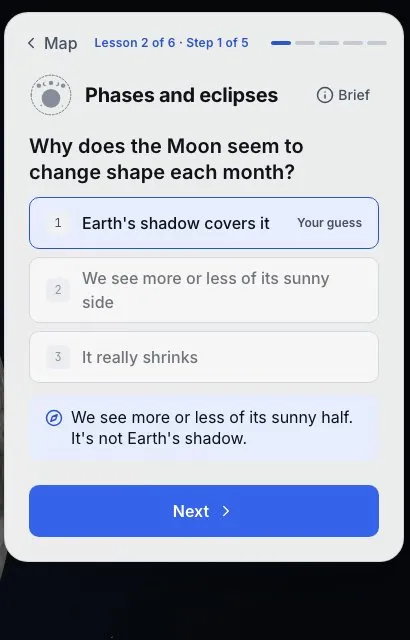 Map Lesson 2 of 6 · Step 1 of 5
Phases and eclipses Brief
Why does the Moon seem to
change shape each month?
1 Earth's shadow covers it Your guess
2 We see more or less of its sunny
side
3 It really shrinks
We see more or less of its sunny half.
It's not Earth's shadow.
Next